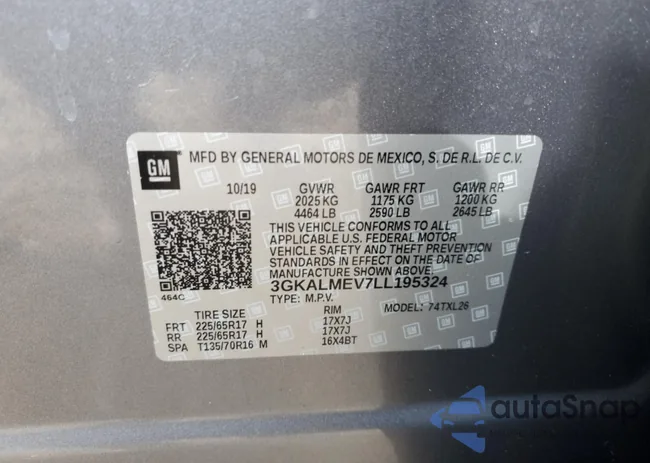 GM
MFD BY GENERAL MOTORS DE MEXICO, S. DE R.L. DE C.V.
10/19 GVWR GAWR FRT GAWR RR
2025 KG 1175 KG 1200 KG
4464 LB 2590 LB 2645 LB
THIS VEHICLE CONFORMS TO ALL
APPLICABLE U.S. FEDERAL MOTOR
VEHICLE SAFETY AND THEFT PREVENTION
STANDARDS IN EFFECT ON THE DATE OF
MANUFACTURE SHOWN ABOVE.
3GKALMEV7LL195324
464C TYPE: M.P.V. MODEL: 74TXL26
TIRE SIZE RIM
FRT 225/65R17 H 17X7J
RR 225/65R17 H 17X7J
SPA T135/70R16 M 16X4BT
autaSnap